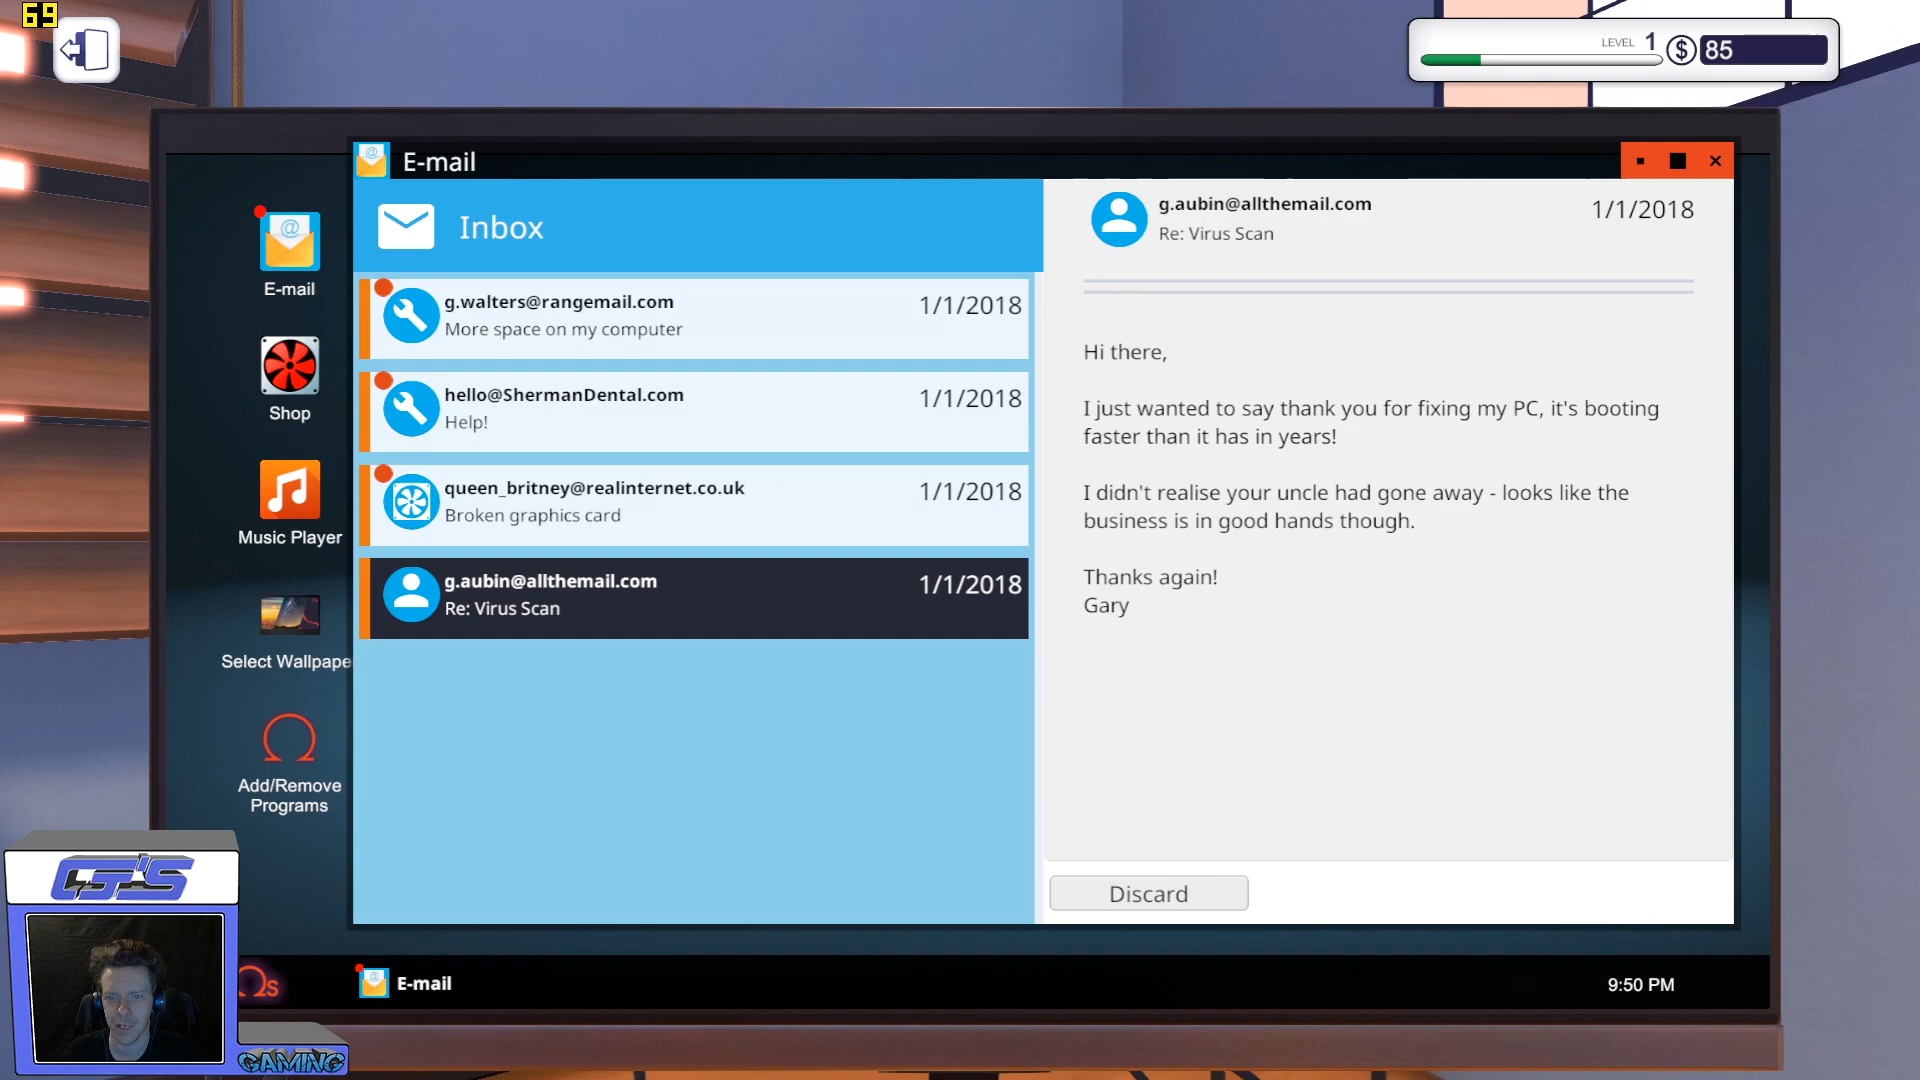 69
LEVEL 1
$ 85
E-mail
Inbox
g.walters@rangemail.com 1/1/2018
More space on my computer
hello@ShermanDental.com 1/1/2018
Help!
queen_britney@realinternet.co.uk 1/1/2018
Broken graphics card
g.aubin@allthemail.com 1/1/2018
Re: Virus Scan
g.aubin@allthemail.com 1/1/2018
Re: Virus Scan
Hi there,
I just wanted to say thank you for fixing my PC, it's booting
faster than it has in years!
I didn't realise your uncle had gone away - looks like the
business is in good hands though.
Thanks again!
Gary
Discard
E-mail
Shop
Music Player
Select Wallpape
Add/Remove
Programs
Ωs
E-mail
9:50 PM
CJ'S
GAMING